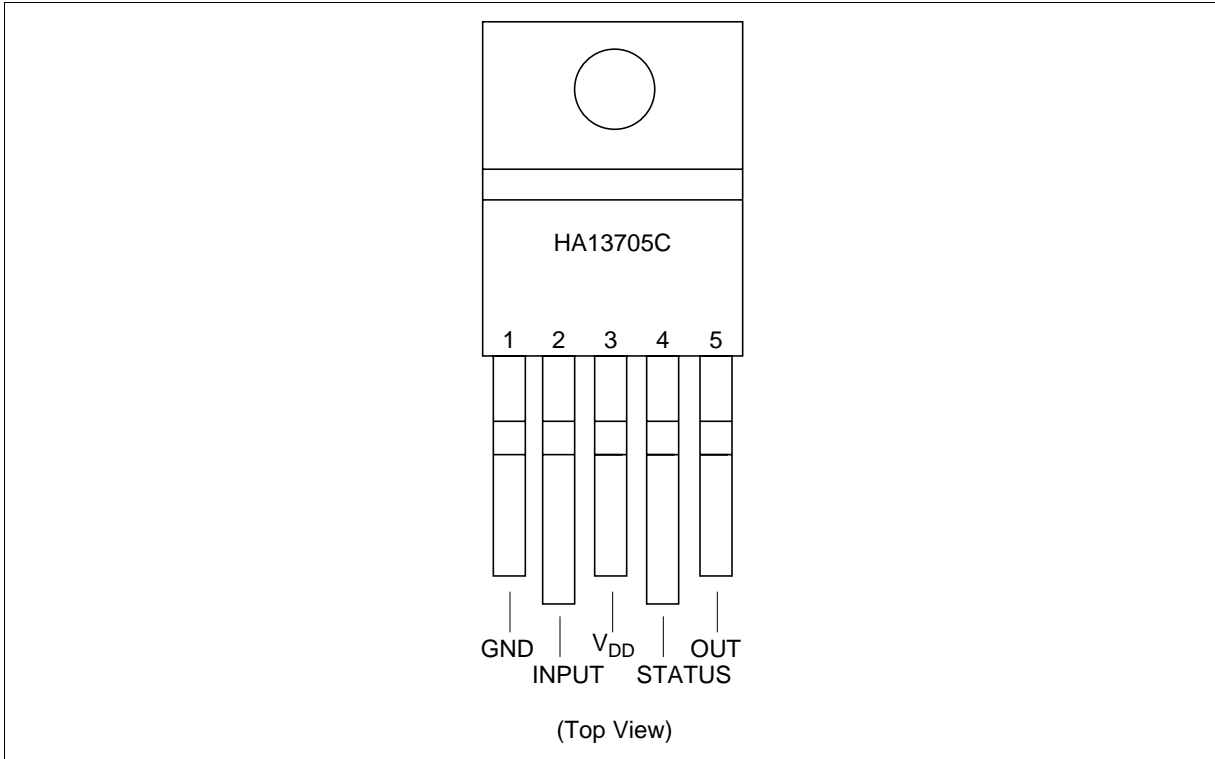 HA13705C
1 2 3 4 5
GND VDD OUT
INPUT STATUS
(Top View)